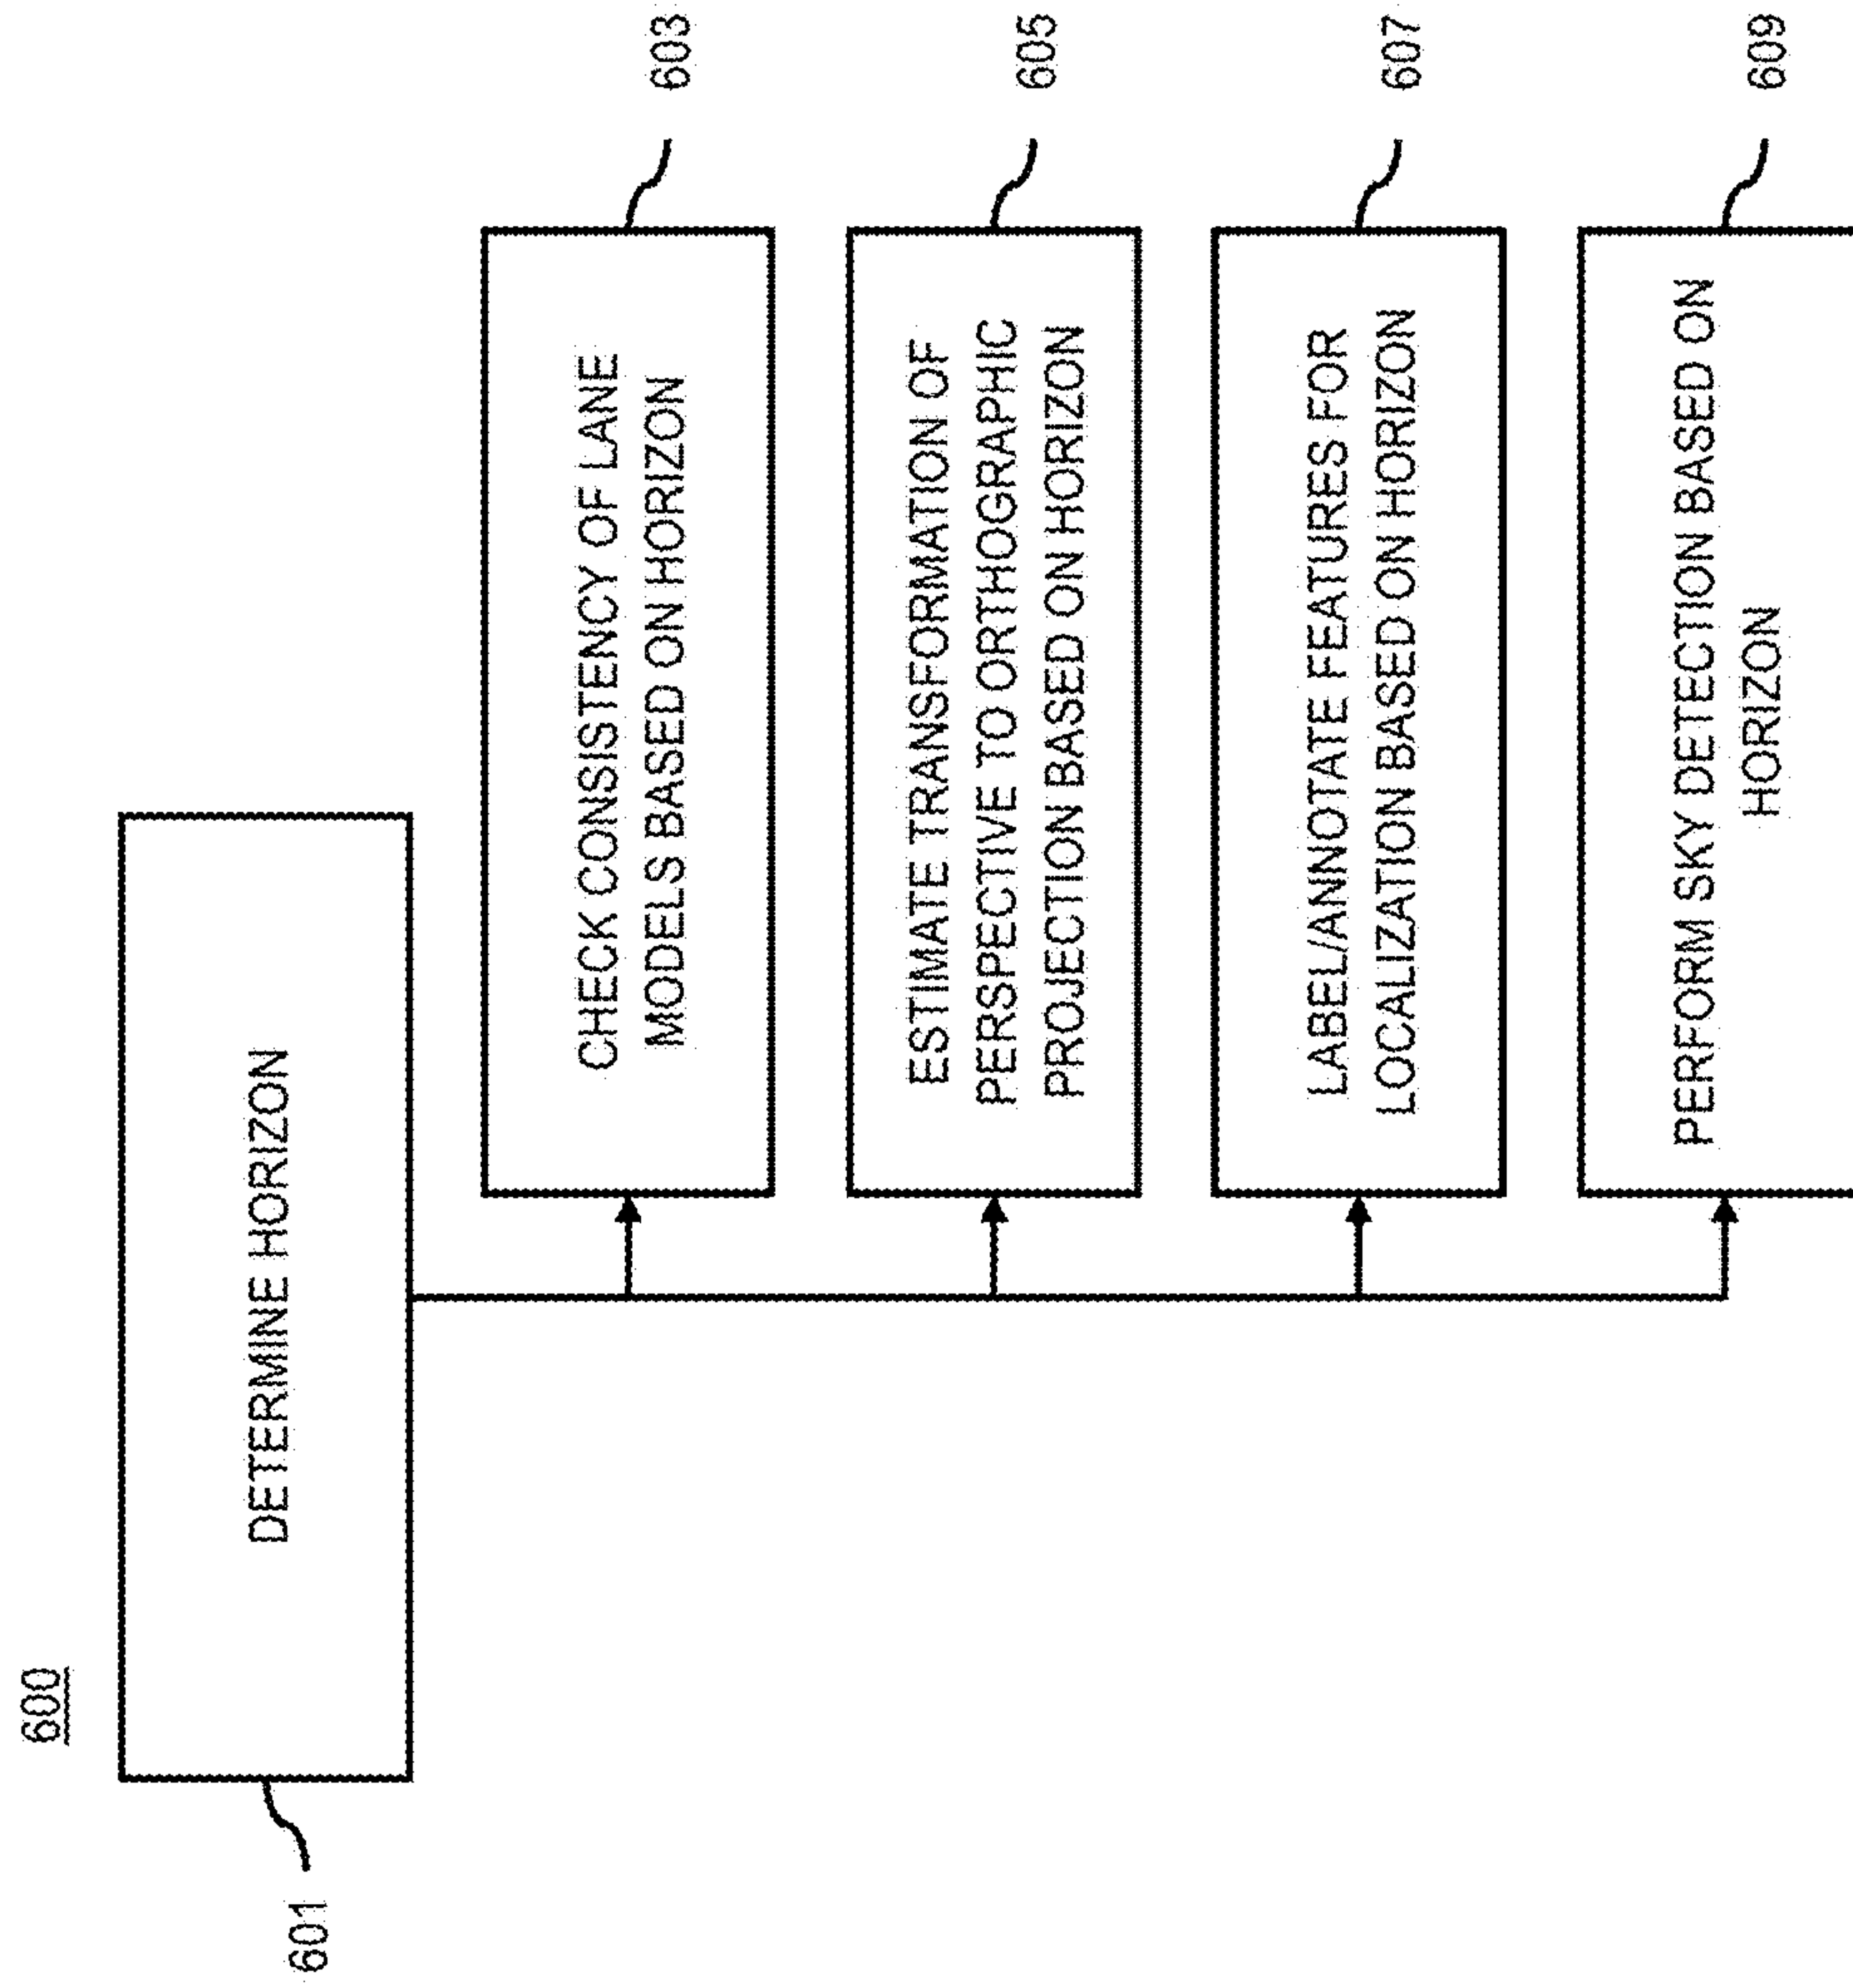 600
601
DETERMINE HORIZON
CHECK CONSISTENCY OF LANE
MODELS BASED ON HORIZON
603
ESTIMATE TRANSFORMATION OF
PERSPECTIVE TO ORTHOGRAPHIC
PROJECTION BASED ON HORIZON
605
LABEL/ANNOTATE FEATURES FOR
LOCALIZATION BASED ON HORIZON
607
PERFORM SKY DETECTION BASED ON
HORIZON
609